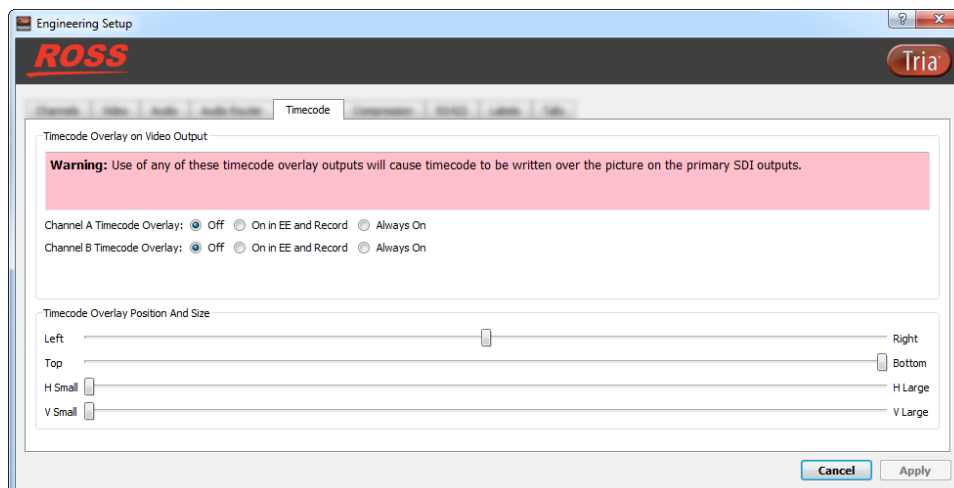 Engineering Setup
ROSS
Tria
Timecode
Timecode Overlay on Video Output
Warning: Use of any of these timecode overlay outputs will cause timecode to be written over the picture on the primary SDI outputs.
Channel A Timecode Overlay: Off On in EE and Record Always On
Channel B Timecode Overlay: Off On in EE and Record Always On
Timecode Overlay Position And Size
Left Right
Top Bottom
H Small H Large
V Small V Large
Cancel Apply